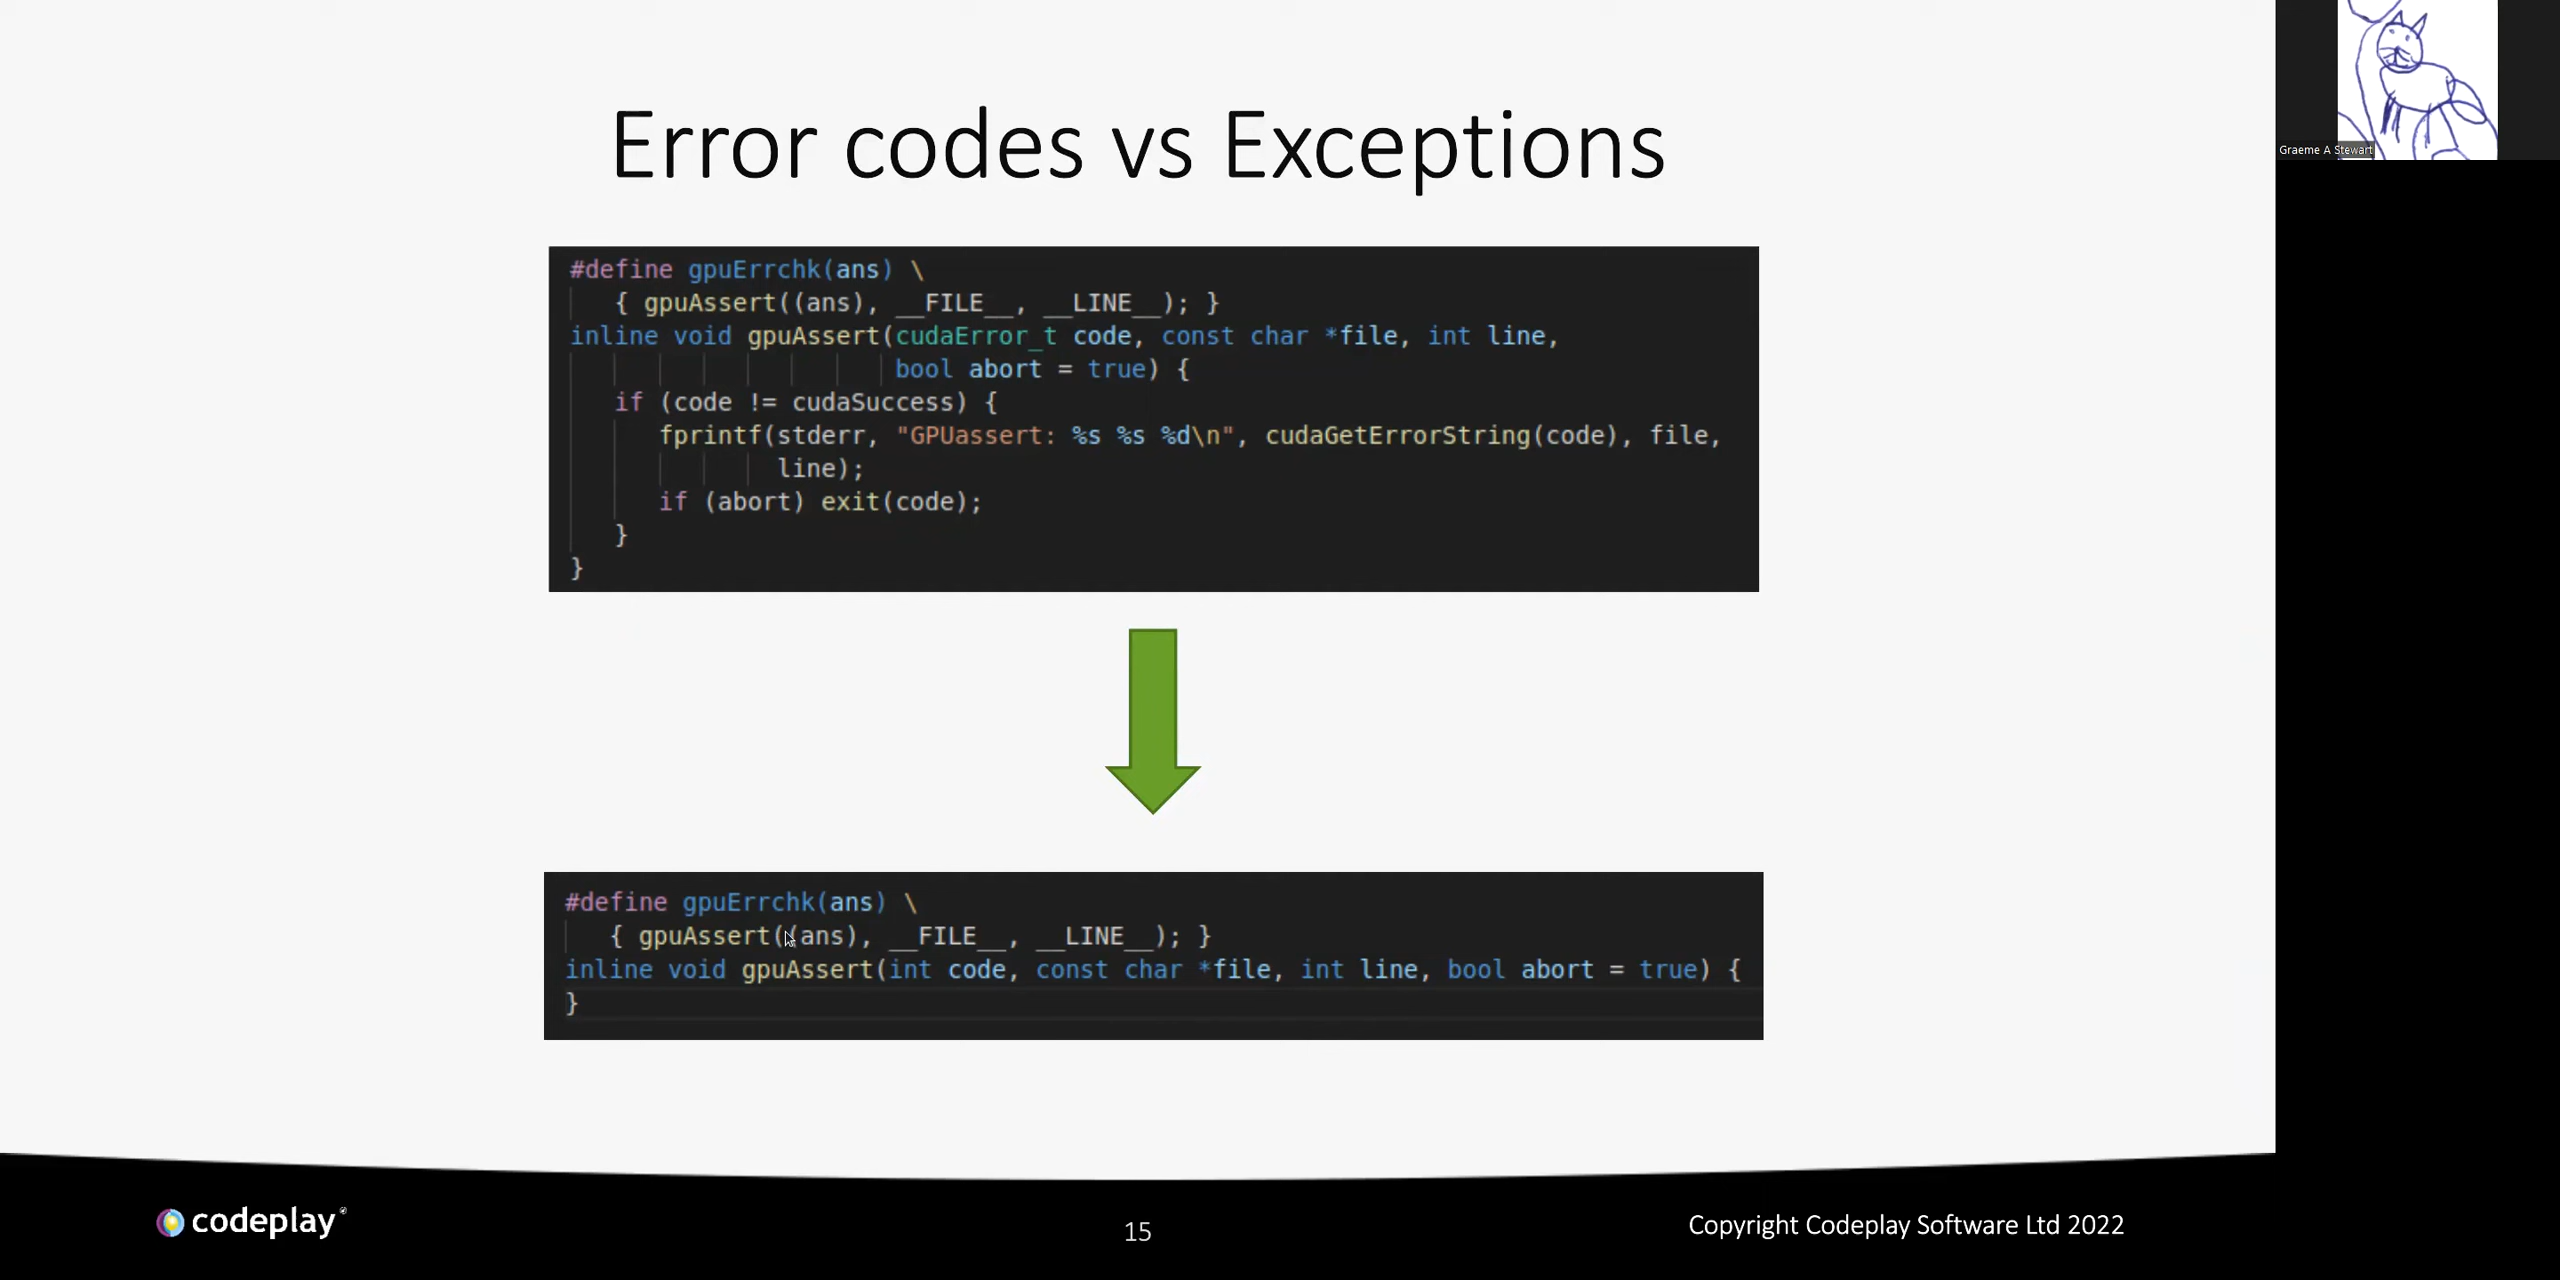 Error codes vs Exceptions
Graeme A Stewart
#define gpuErrchk(ans) \
{ gpuAssert((ans), __FILE__, __LINE__); }
inline void gpuAssert(cudaError_t code, const char *file, int line,
bool abort = true) {
if (code != cudaSuccess) {
fprintf(stderr, "GPUassert: %s %s %d\n", cudaGetErrorString(code), file,
line);
if (abort) exit(code);
}
}
#define gpuErrchk(ans) \
{ gpuAssert((ans), __FILE__, __LINE__); }
inline void gpuAssert(int code, const char *file, int line, bool abort = true) {
}
codeplay®
15
Copyright Codeplay Software Ltd 2022